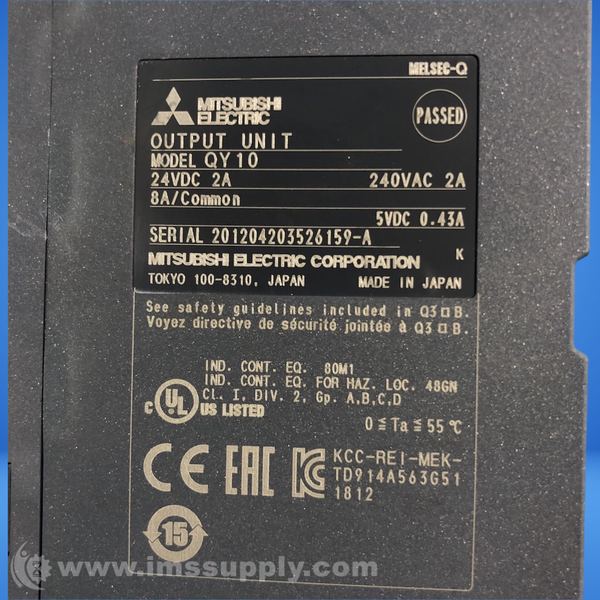 MELSEC-Q
MITSUBISHI
ELECTRIC
PASSED
OUTPUT UNIT
MODEL QY10
24VDC 2A 240VAC 2A
8A/Common
5VDC 0.43A
SERIAL 201204203526159-A
K
MITSUBISHI ELECTRIC CORPORATION
TOKYO 100-8310, JAPAN MADE IN JAPAN
See safety guidelines included in Q3□B.
Voyez directive de sécurité jointée à Q3□B.
IND. CONT. EQ. 80M1
IND. CONT. EQ. FOR HAZ. LOC. 48GN
CL. I, DIV. 2, Gp. A,B,C,D
C UL US LISTED
0≦Ta≦55℃
CE EAC KC
KCC-REI-MEK-
TD914A563G51
1812
15
www.imssupply.com/